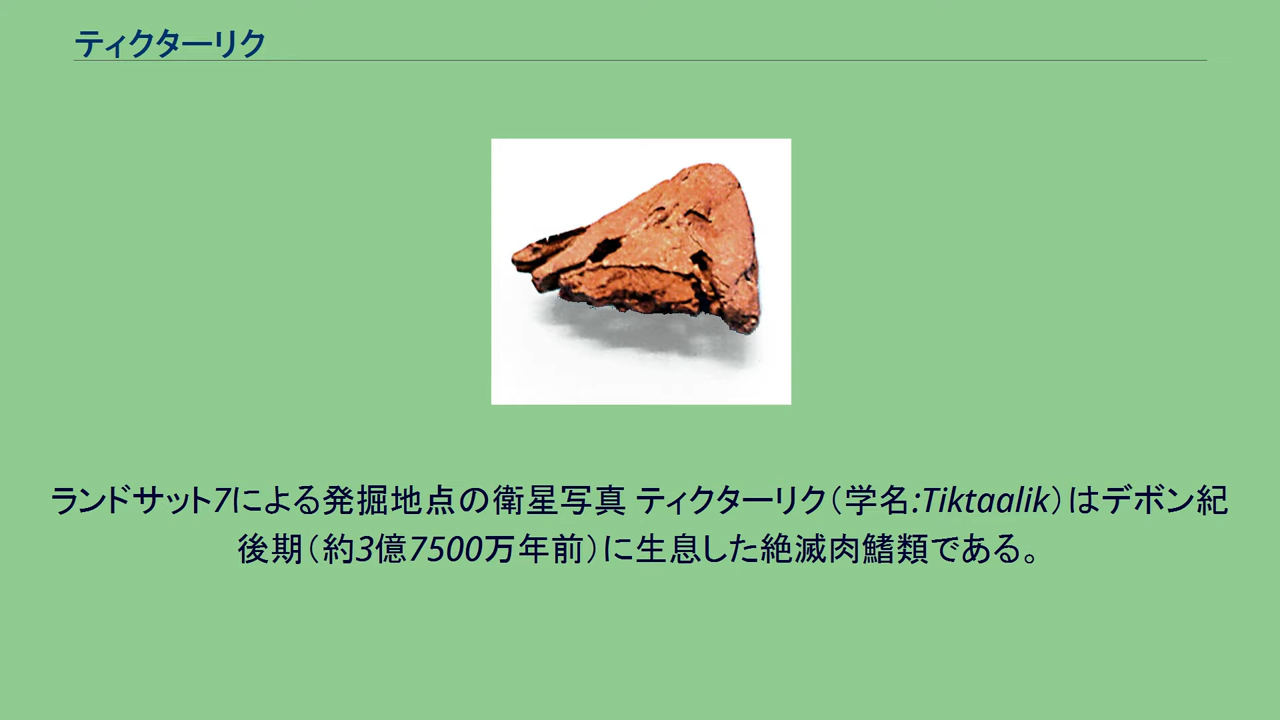 ティクターリク
ランドサット7による発掘地点の衛星写真 ティクターリク（学名:Tiktaalik）はデボン紀
後期（約3億7500万年前）に生息した絶滅肉鰭類である。